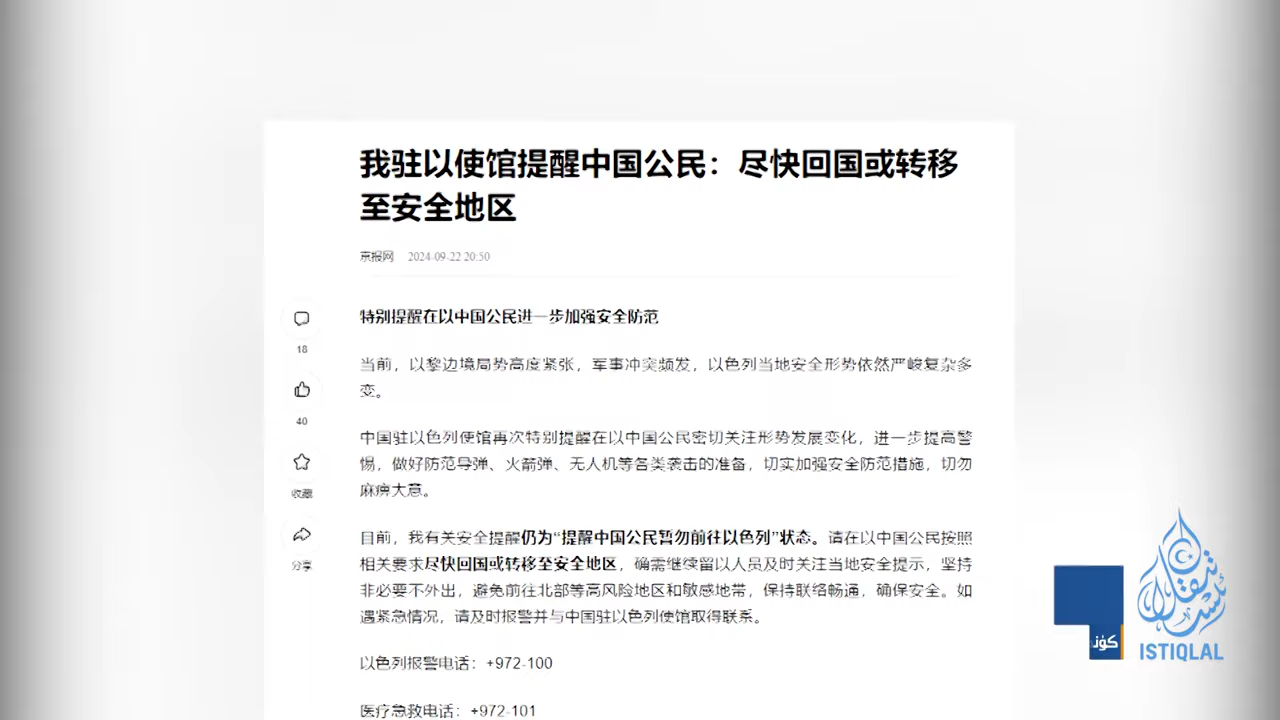 我驻以使馆提醒中国公民：尽快回国或转移
至安全地区
京报网 2024-09-22 20:50
特别提醒在以中国公民进一步加强安全防范
18
当前，以黎边境局势高度紧张，军事冲突频发，以色列当地安全形势依然严峻复杂多
变。
40
中国驻以色列使馆再次特别提醒在以中国公民密切关注形势发展变化，进一步提高警
惕，做好防范导弹、火箭弹、无人机等各类袭击的准备，切实加强安全防范措施，切勿
麻痹大意。
收藏
目前，我有关安全提醒仍为“提醒中国公民暂勿前往以色列”状态。请在以中国公民按照
相关要求尽快回国或转移至安全地区，确需继续留以人员及时关注当地安全提示，坚持
非必要不外出，避免前往北部等高风险地区和敏感地带，保持联络畅通，确保安全。如
遇紧急情况，请及时报警并与中国驻以色列使馆取得联系。
分享
以色列报警电话：+972-100
医疗急救电话：+972-101
كۆز
ISTIQLAL